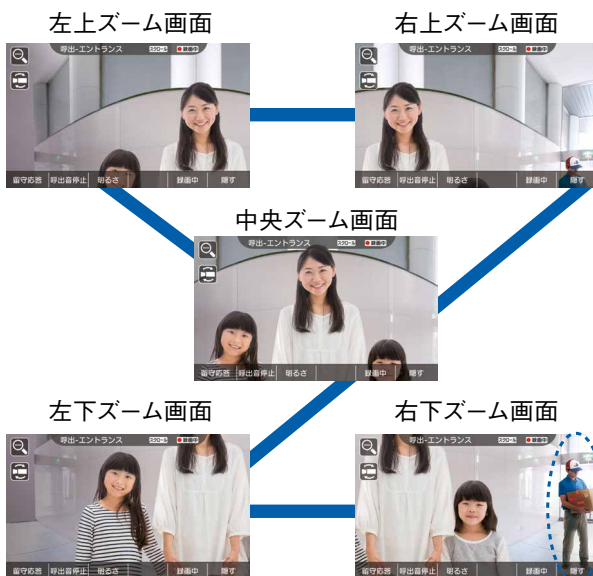 左上ズーム画面
右上ズーム画面
呼出-エントランス スクロール 録画中
留守応答 呼出音停止 明るさ 録画中 隠す
呼出-エントランス スクロール 録画中
留守応答 呼出音停止 明るさ 録画中 隠す
中央ズーム画面
呼出-エントランス スクロール 録画中
留守応答 呼出音停止 明るさ 録画中 隠す
左下ズーム画面
右下ズーム画面
呼出-エントランス スクロール 録画中
留守応答 呼出音停止 明るさ 録画中 隠す
呼出-エントランス スクロール 録画中
留守応答 呼出音停止 明るさ 録画中 隠す